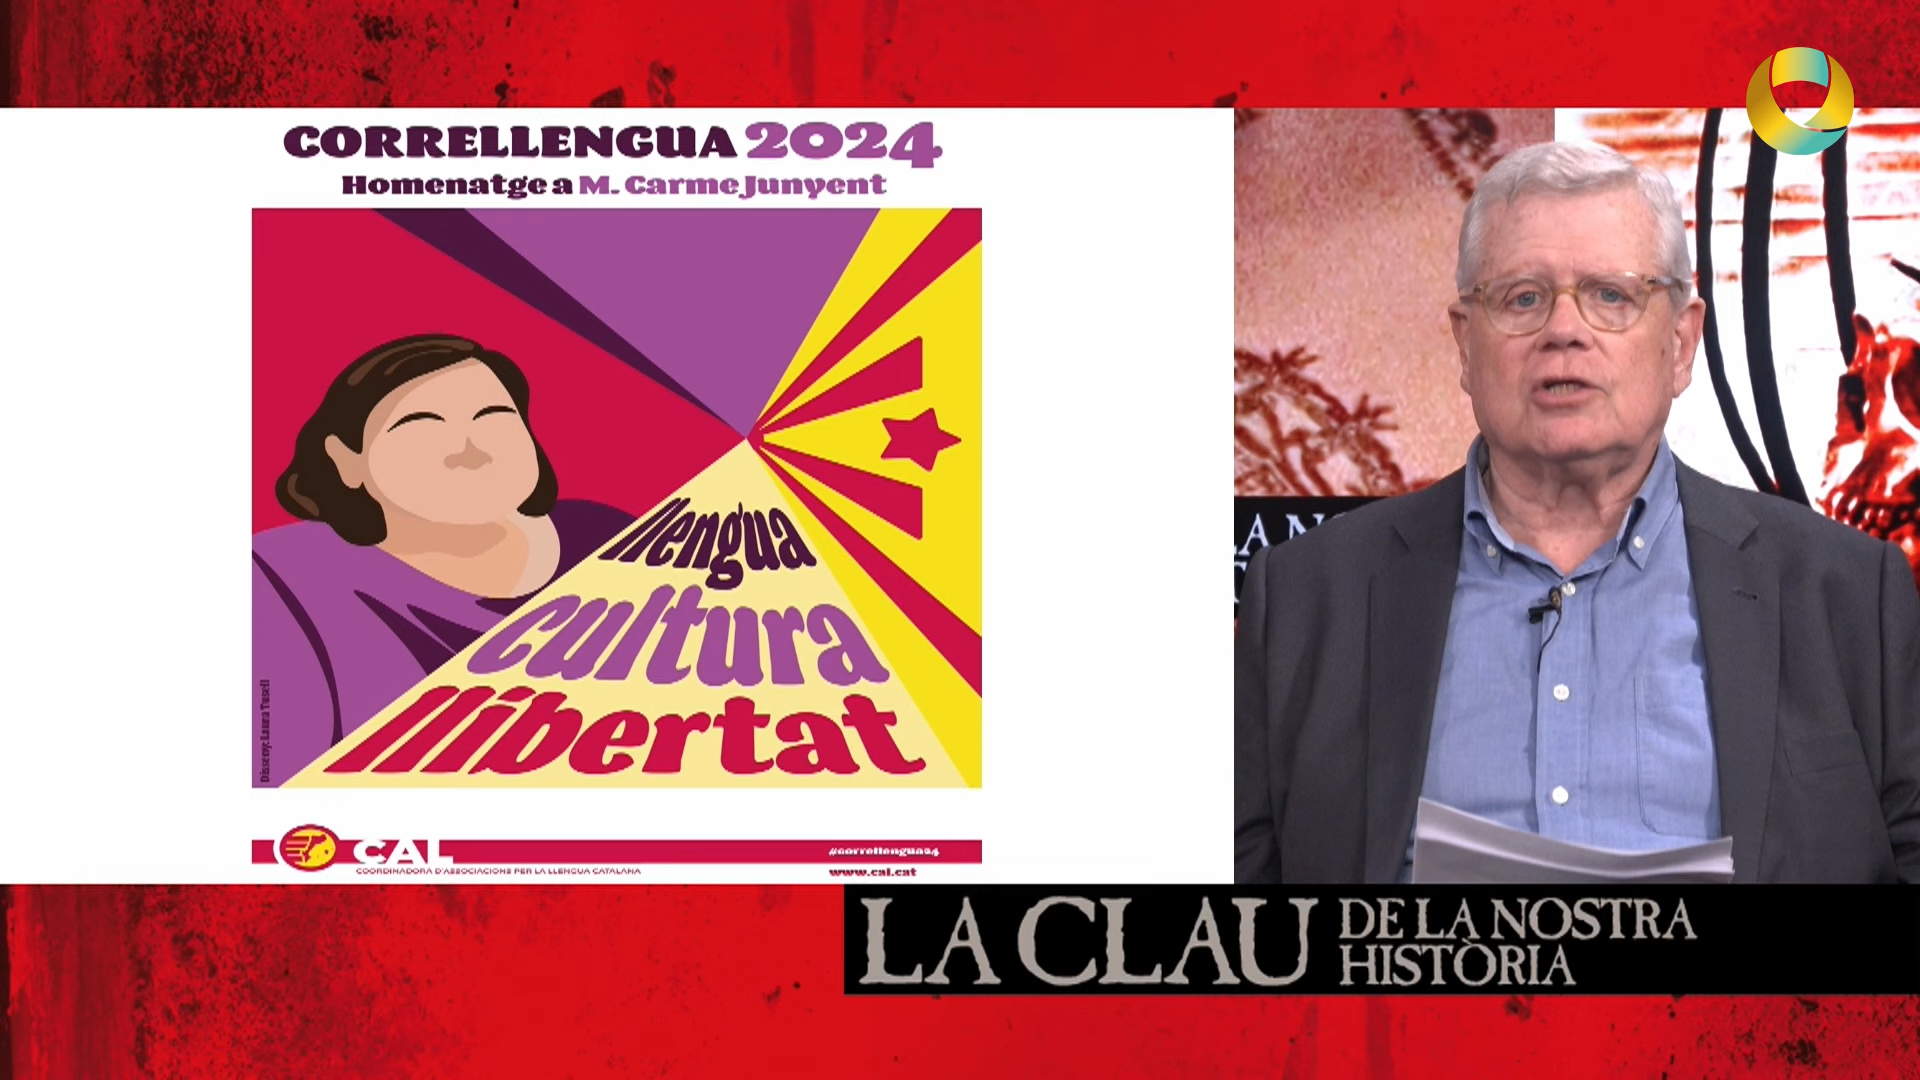 CORRELLENGUA 2024
Homenatge a M. Carme Junyent
llengua
cultura
llibertat
Disseny: Laura Tusell
CAL
COORDINADORA D'ASSOCIACIONS PER LA LLENGUA CATALANA
#correllengua24
www.cal.cat
LA CLAU DE LA NOSTRA
HISTÒRIA